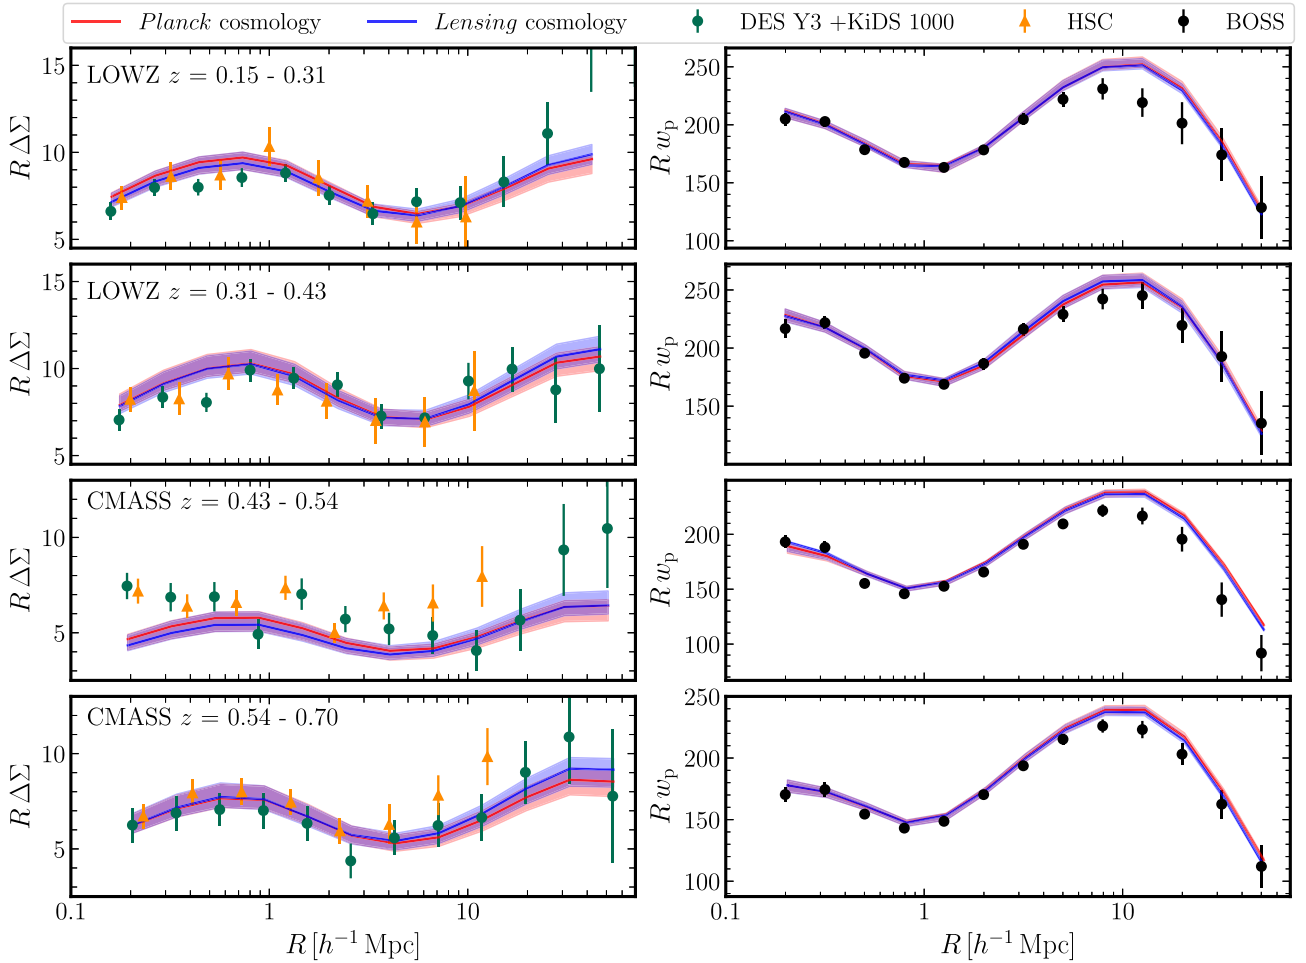 Planck cosmology Lensing cosmology DES Y3 +KiDS 1000 HSC BOSS
LOWZ z = 0.15 - 0.31
15
10
5
R ΔΣ
250
200
150
100
R w_p
LOWZ z = 0.31 - 0.43
15
10
5
R ΔΣ
250
200
150
R w_p
CMASS z = 0.43 - 0.54
10
5
R ΔΣ
200
150
100
R w_p
CMASS z = 0.54 - 0.70
10
5
R ΔΣ
250
200
150
100
R w_p
0.1 1 10
0.1 1 10
R [h⁻¹ Mpc]
R [h⁻¹ Mpc]